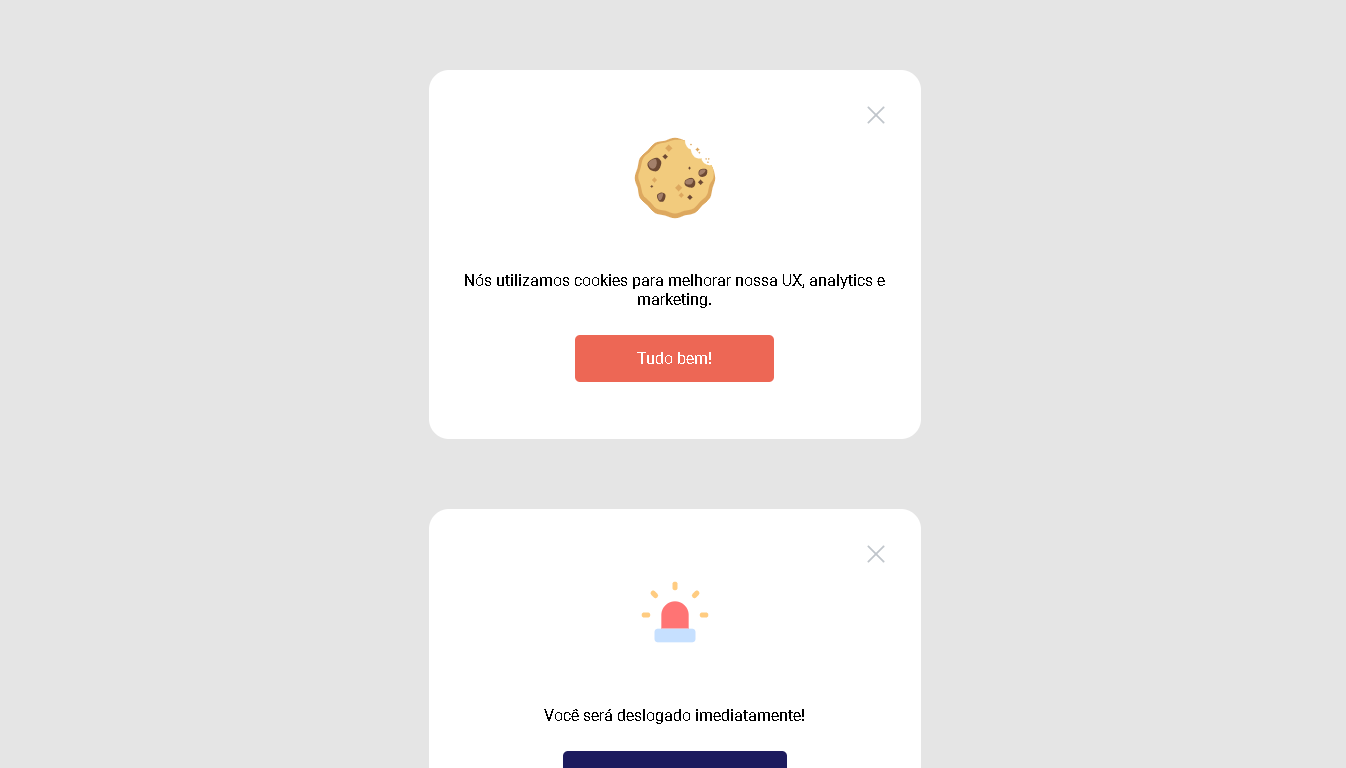 Nós utilizamos cookies para melhorar nossa UX, analytics e
marketing.
Tudo bem!
Você será deslogado imediatamente!